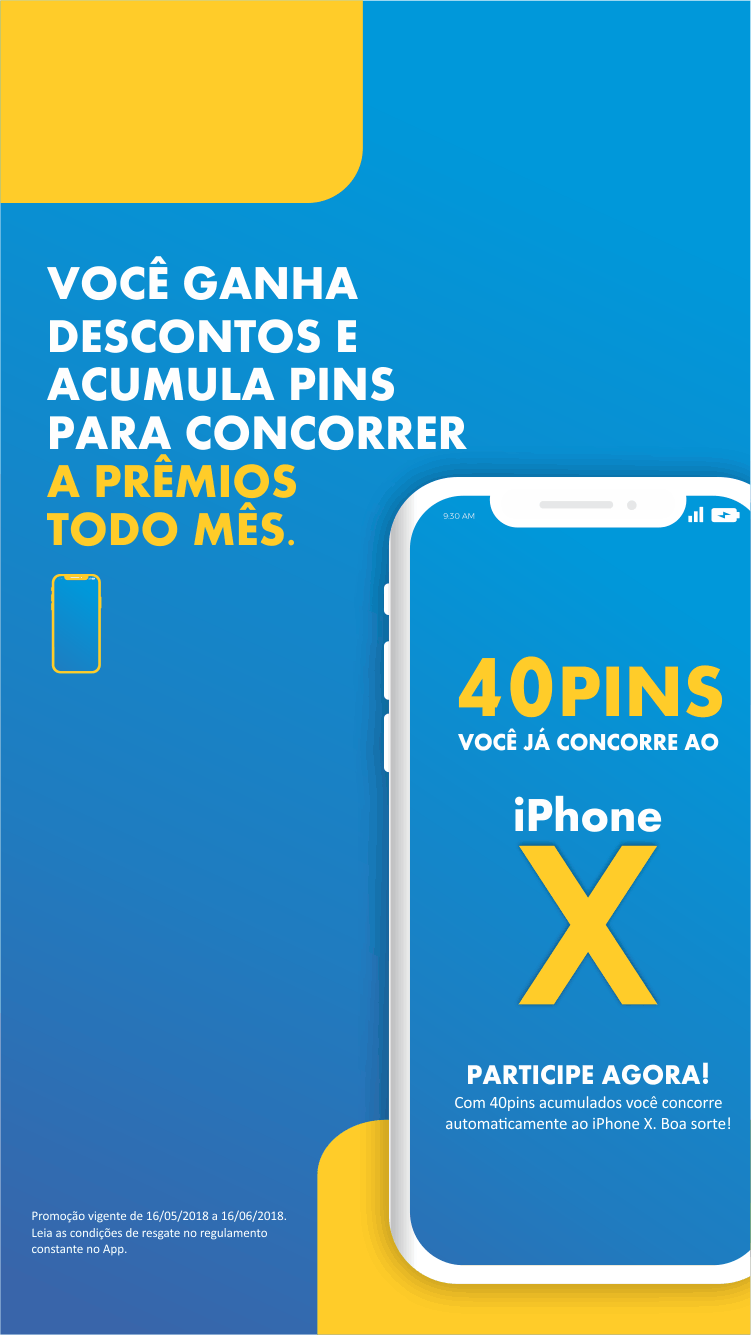 VOCÊ GANHA
DESCONTOS E
ACUMULA PINS
PARA CONCORRER
A PRÊMIOS
TODO MÊS.
9:30 AM
40PINS
VOCÊ JÁ CONCORRE AO
iPhone
X
PARTICIPE AGORA!
Com 40pins acumulados você concorre
automaticamente ao iPhone X. Boa sorte!
Promoção vigente de 16/05/2018 a 16/06/2018.
Leia as condições de resgate no regulamento
constante no App.